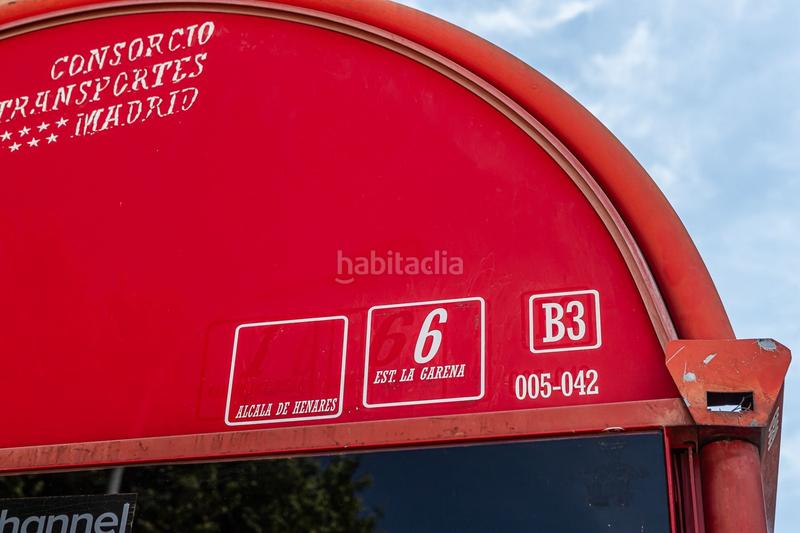 CONSORCIO
TRANSPORTES
MADRID
habitaclia
6
EST. LA GARENA
B3
ALCALA DE HENARES
005-042
hannel